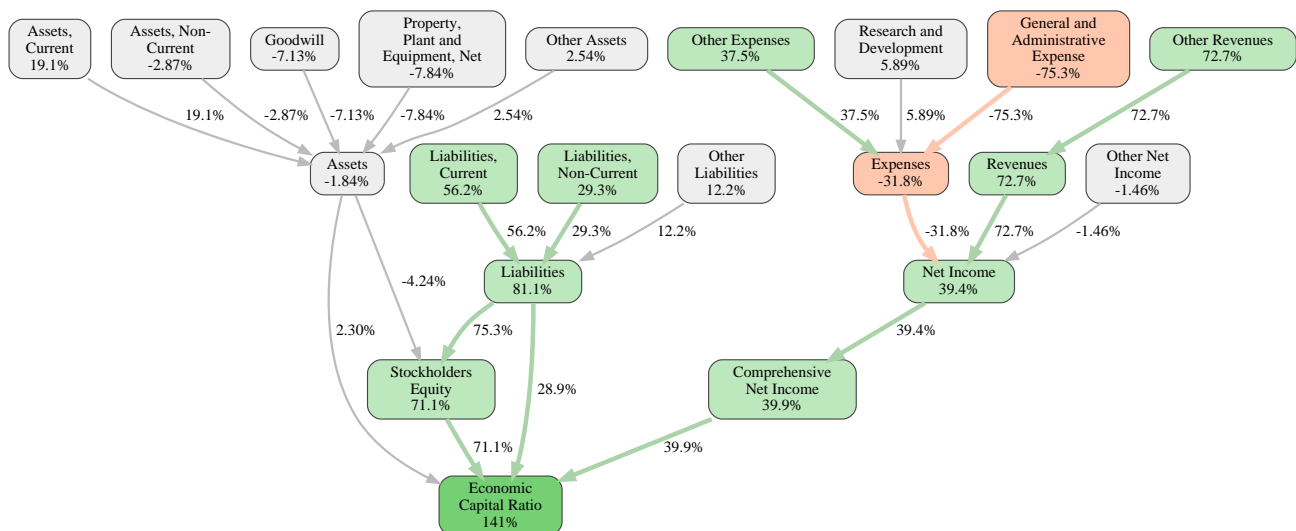 Assets,
Current
19.1%
Assets, Non-
Current
-2.87%
Goodwill
-7.13%
Property,
Plant and
Equipment, Net
-7.84%
Other Assets
2.54%
Other Expenses
37.5%
Research and
Development
5.89%
General and
Administrative
Expense
-75.3%
Other Revenues
72.7%
19.1%
-2.87%
-7.13%
-7.84%
2.54%
37.5%
5.89%
-75.3%
72.7%
Assets
-1.84%
Liabilities,
Current
56.2%
Liabilities,
Non-Current
29.3%
Other
Liabilities
12.2%
Expenses
-31.8%
Revenues
72.7%
Other Net
Income
-1.46%
56.2%
29.3%
12.2%
-31.8%
72.7%
-1.46%
-4.24%
Liabilities
81.1%
Net Income
39.4%
2.30%
75.3%
39.4%
28.9%
Stockholders
Equity
71.1%
Comprehensive
Net Income
39.9%
71.1%
39.9%
Economic
Capital Ratio
141%